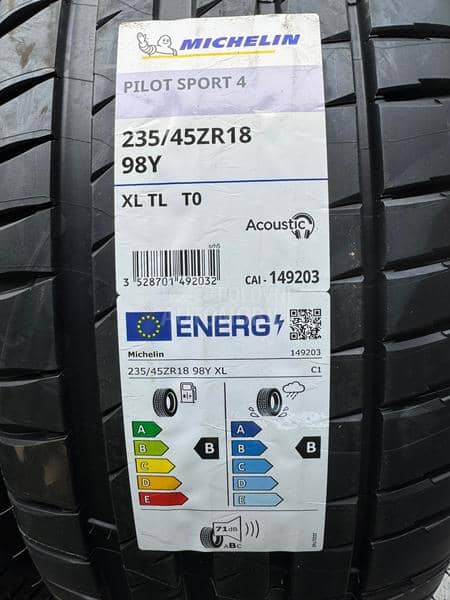 MICHELIN
PILOT SPORT 4
235/45ZR18
98Y
XL TL T0
Acoustic
3 528701 492032
CAI - 149203
ENERG
Michelin 149203
235/45ZR18 98Y XL C1
A A
B B B B
C C
D D
E E
71dB
ABC